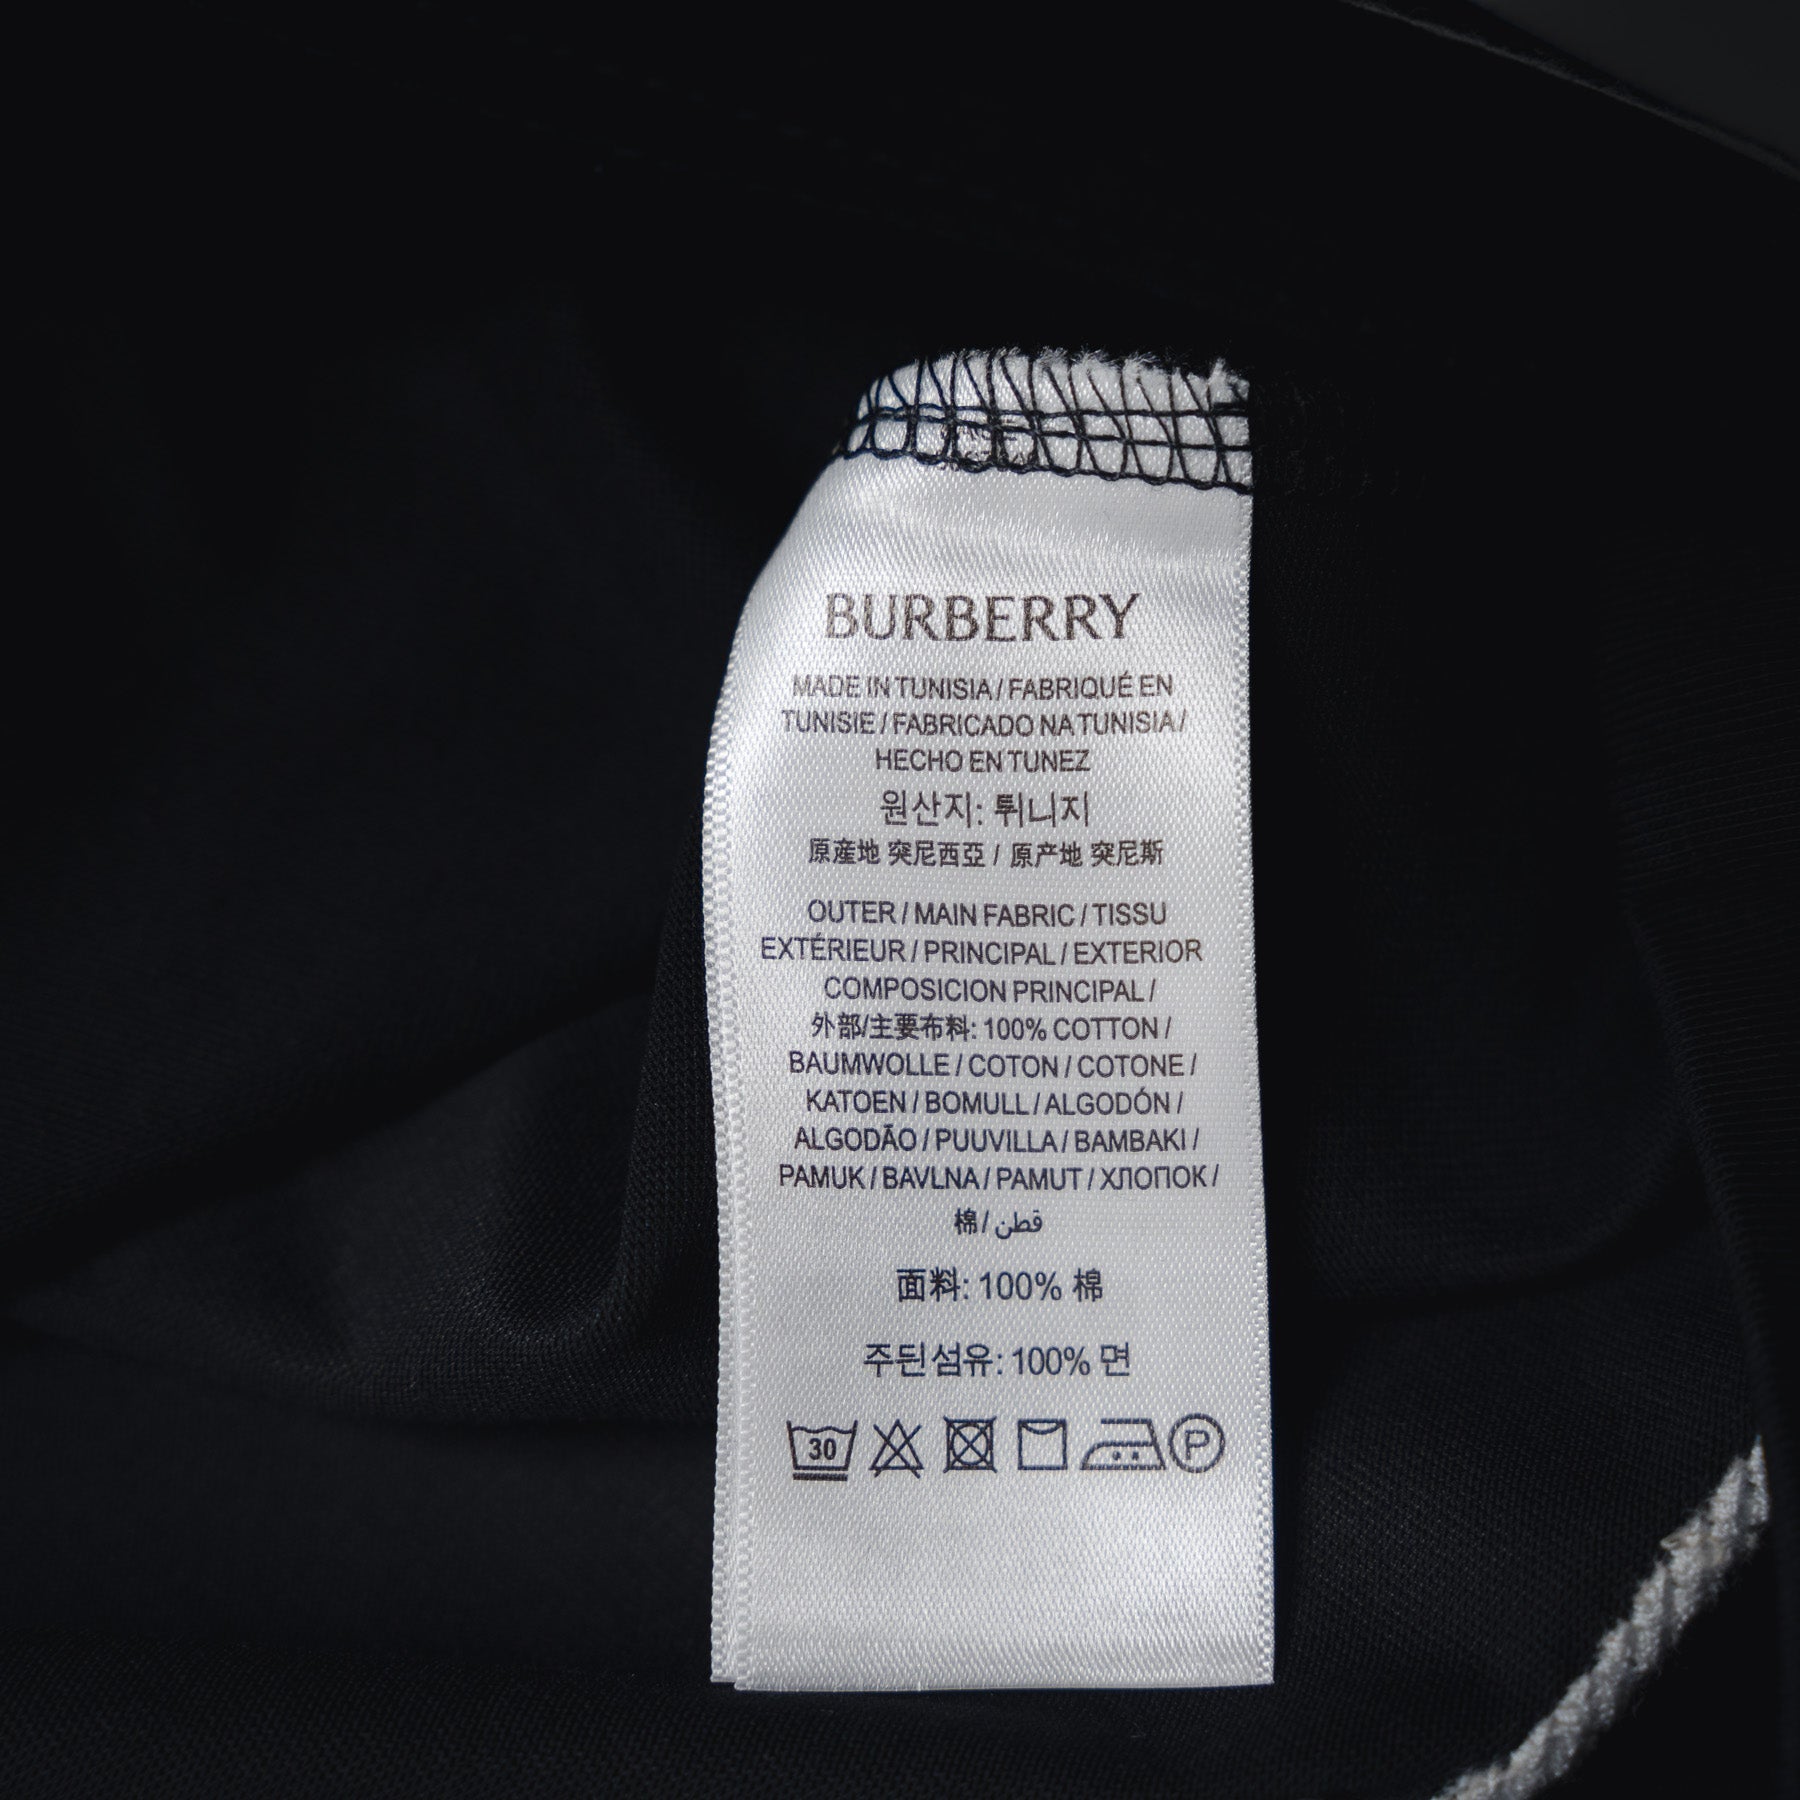 BURBERRY
MADE IN TUNISIA / FABRIQUÉ EN
TUNISIE / FABRICADO NA TUNISIA /
HECHO EN TUNEZ
원산지: 튀니지
原産地 突尼西亞 / 原产地 突尼斯
OUTER / MAIN FABRIC / TISSU
EXTÉRIEUR / PRINCIPAL / EXTERIOR
COMPOSICION PRINCIPAL /
外部/主要布料: 100% COTTON /
BAUMWOLLE / COTON / COTONE /
KATOEN / BOMULL / ALGODÓN /
ALGODÃO / PUUVILLA / BAMBAKI /
PAMUK / BAVLNA / PAMUT / ХЛОПОК /
棉 / قطن
面料: 100% 棉
주된섬유: 100% 면
30 P